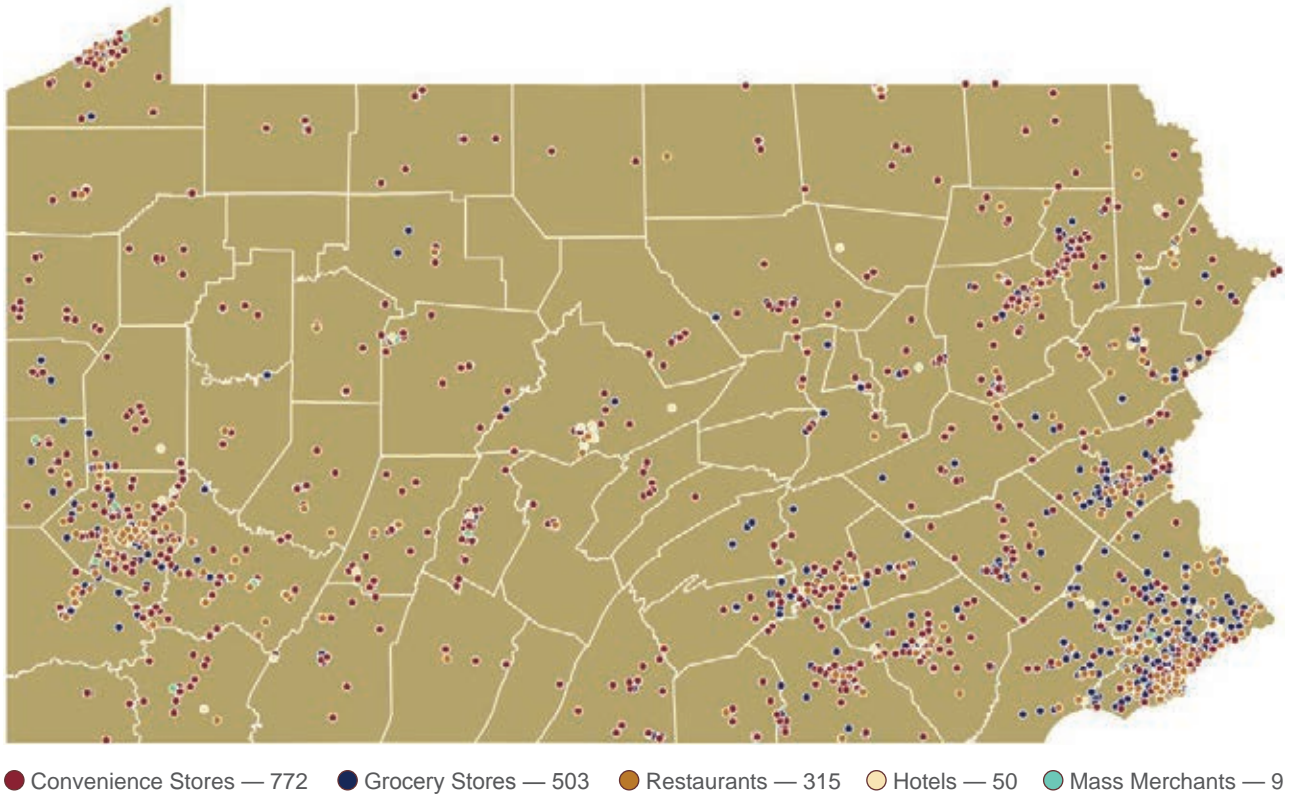 Convenience Stores — 772 Grocery Stores — 503 Restaurants — 315 Hotels — 50 Mass Merchants — 9